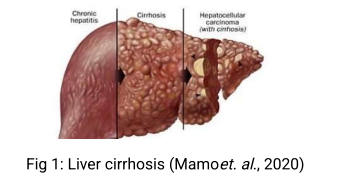 Chronic
hepatitis
Cirrhosis
Hepatocellular
carcinoma
(with cirrhosis)
Fig 1: Liver cirrhosis (Mamoet. al., 2020)